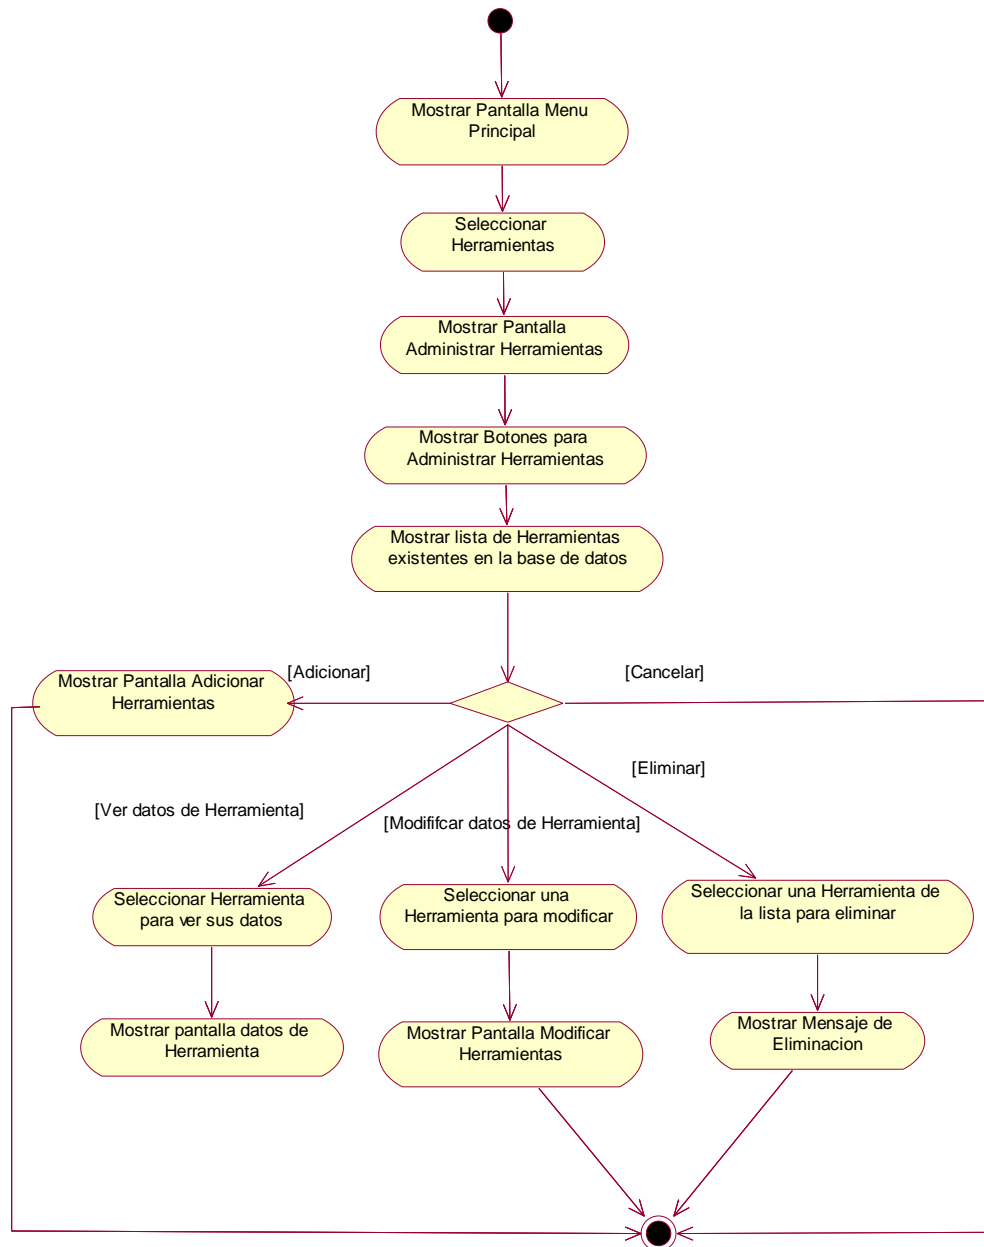 Mostrar Pantalla Menu
Principal
Seleccionar
Herramientas
Mostrar Pantalla
Administrar Herramientas
Mostrar Botones para
Administrar Herramientas
Mostrar lista de Herramientas
existentes en la base de datos
[Adicionar]
[Cancelar]
Mostrar Pantalla Adicionar
Herramientas
[Eliminar]
[Ver datos de Herramienta]
[Modififcar datos de Herramienta]
Seleccionar Herramienta
para ver sus datos
Seleccionar una
Herramienta para modificar
Seleccionar una Herramienta de
la lista para eliminar
Mostrar pantalla datos de
Herramienta
Mostrar Pantalla Modificar
Herramientas
Mostrar Mensaje de
Eliminacion